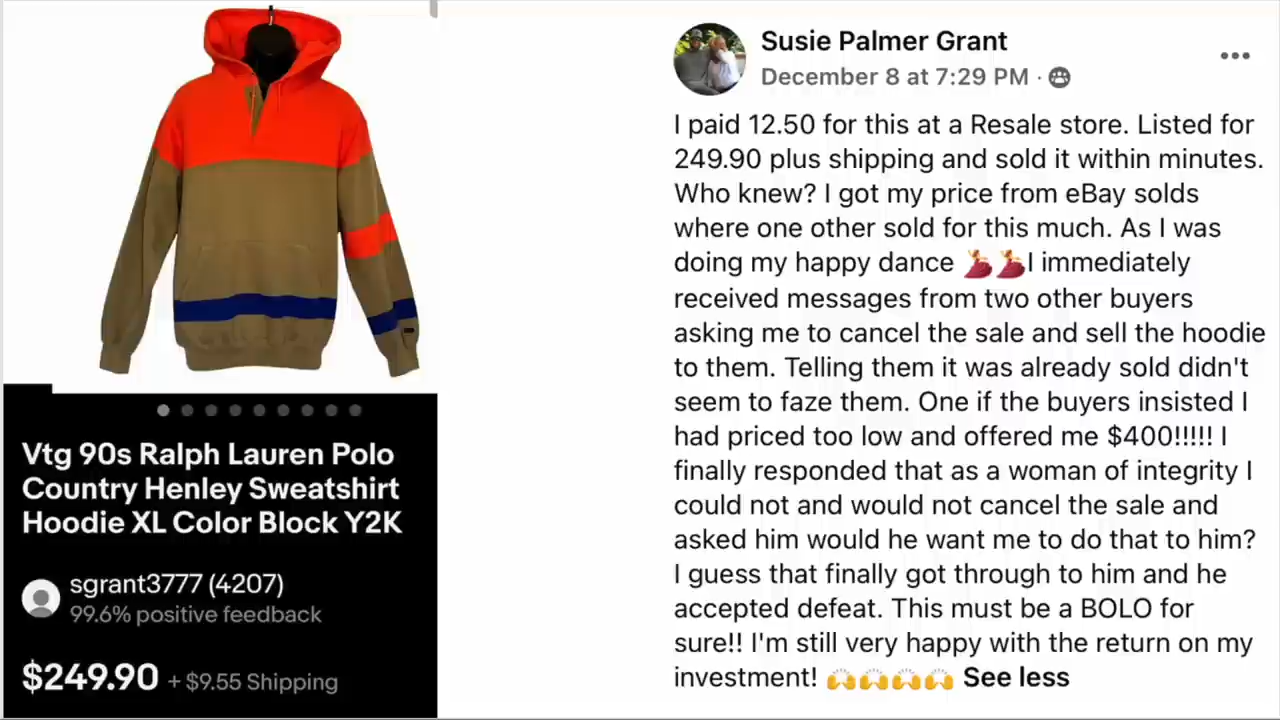 Vtg 90s Ralph Lauren Polo
Country Henley Sweatshirt
Hoodie XL Color Block Y2K
sgrant3777 (4207)
99.6% positive feedback
$249.90 + $9.55 Shipping
Susie Palmer Grant
December 8 at 7:29 PM ·
I paid 12.50 for this at a Resale store. Listed for
249.90 plus shipping and sold it within minutes.
Who knew? I got my price from eBay solds
where one other sold for this much. As I was
doing my happy dance 💃💃I immediately
received messages from two other buyers
asking me to cancel the sale and sell the hoodie
to them. Telling them it was already sold didn't
seem to faze them. One if the buyers insisted I
had priced too low and offered me $400!!!!! I
finally responded that as a woman of integrity I
could not and would not cancel the sale and
asked him would he want me to do that to him?
I guess that finally got through to him and he
accepted defeat. This must be a BOLO for
sure!! I'm still very happy with the return on my
investment! 🙌🙌🙌🙌 See less